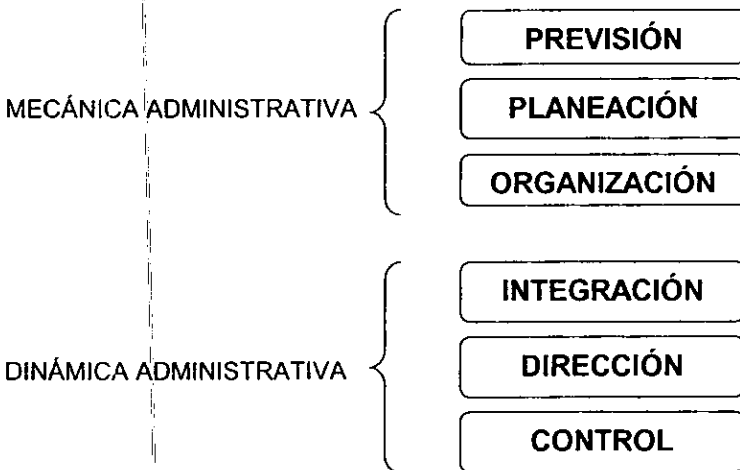 MECÁNICA ADMINISTRATIVA
PREVISIÓN
PLANEACIÓN
ORGANIZACIÓN
DINÁMICA ADMINISTRATIVA
INTEGRACIÓN
DIRECCIÓN
CONTROL